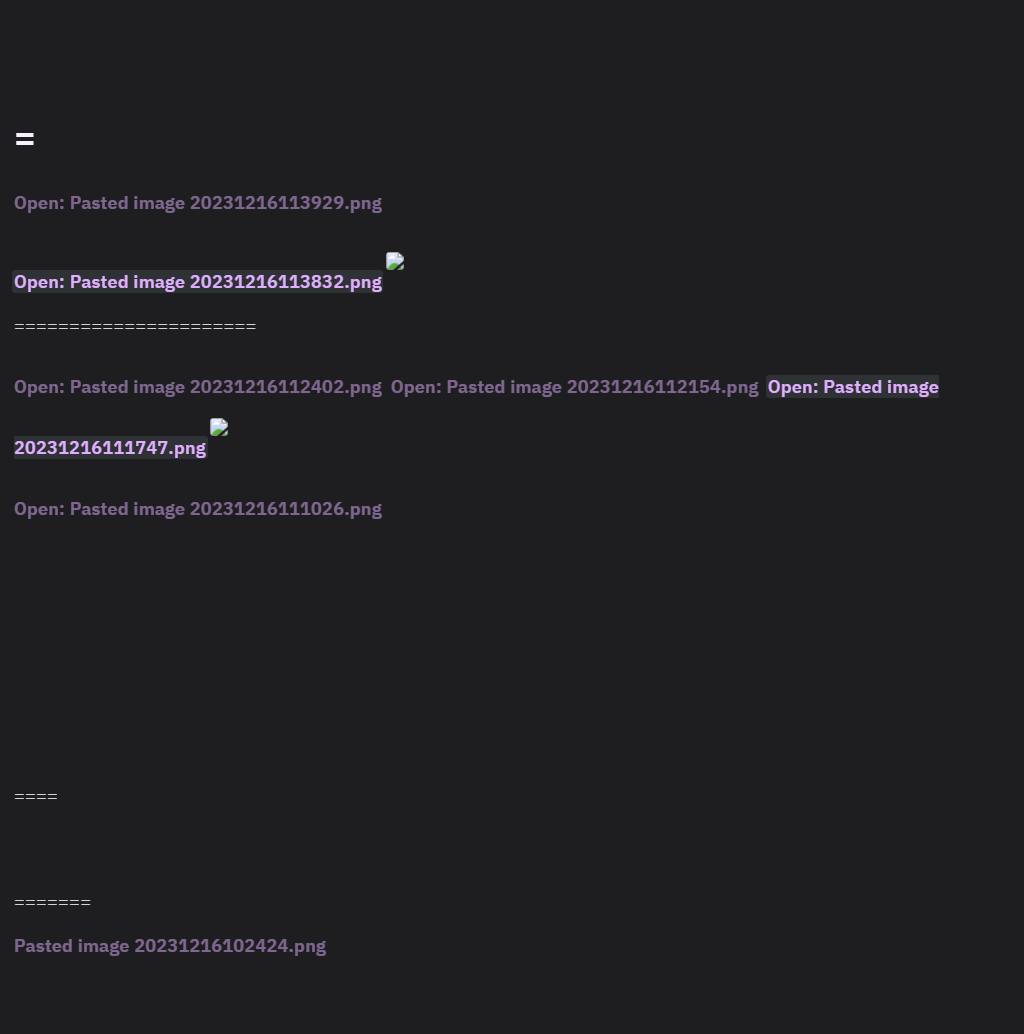 =
Open: Pasted image 20231216113929.png
Open: Pasted image 20231216113832.png
======================
Open: Pasted image 20231216112402.png Open: Pasted image 20231216112154.png Open: Pasted image
20231216111747.png
Open: Pasted image 20231216111026.png
====
=======
Pasted image 20231216102424.png